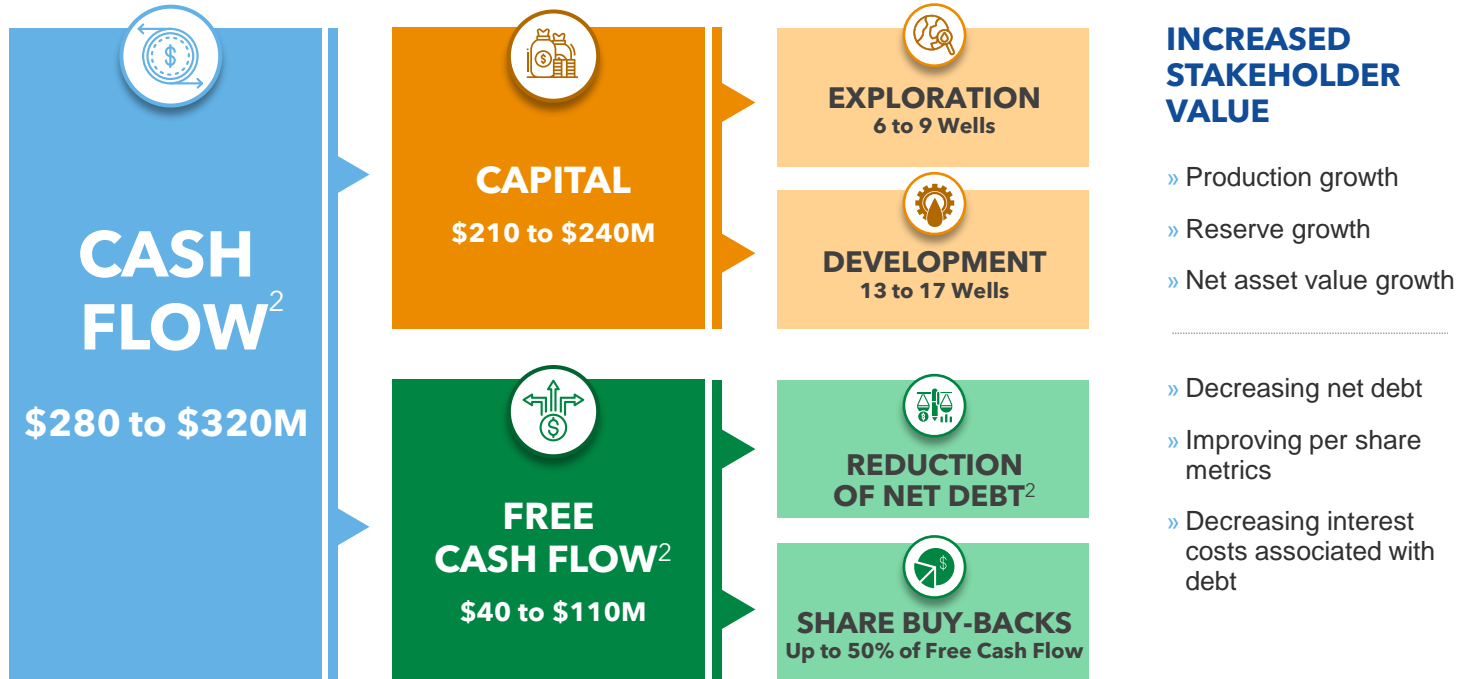 CASH
FLOW2
$280 to $320M
CAPITAL
$210 to $240M
FREE
CASH FLOW2
$40 to $110M
EXPLORATION
6 to 9 Wells
DEVELOPMENT
13 to 17 Wells
REDUCTION
OF NET DEBT2
SHARE BUY-BACKS
Up to 50% of Free Cash Flow
INCREASED
STAKEHOLDER
VALUE
» Production growth
» Reserve growth
» Net asset value growth
» Decreasing net debt
» Improving per share
metrics
» Decreasing interest
costs associated with
debt